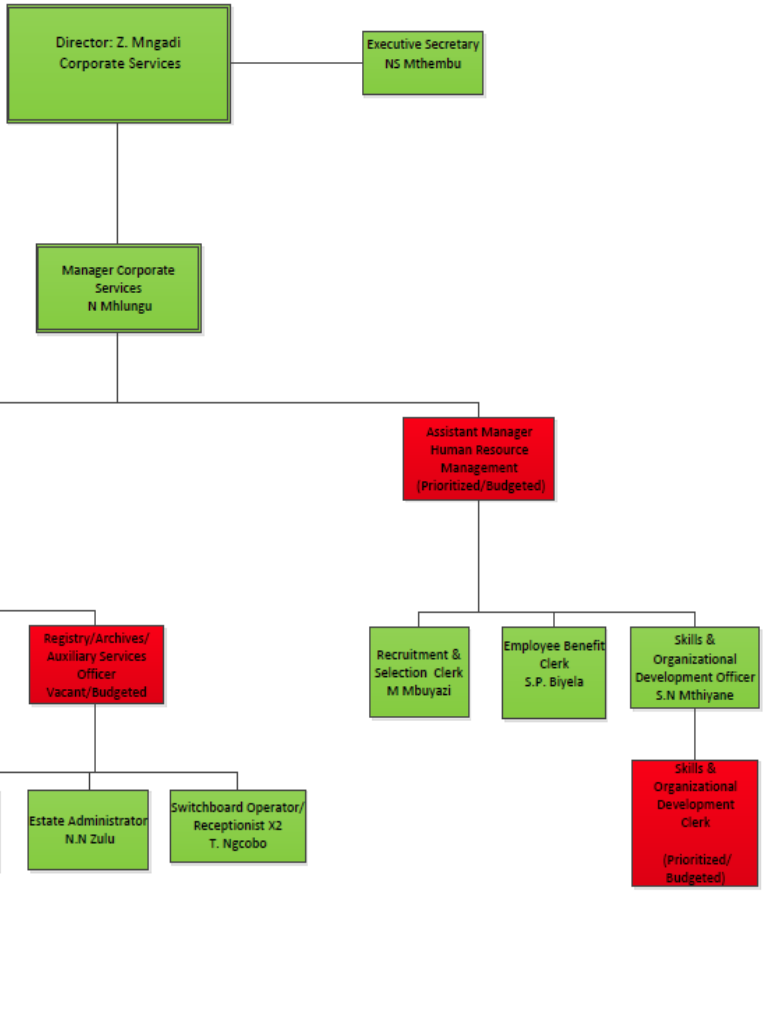 Director: Z. Mngadi
Corporate Services
Executive Secretary
NS Mthembu
Manager Corporate
Services
N Mhlungu
Assistant Manager
Human Resource
Management
(Prioritized/Budgeted)
Registry/Archives/
Auxiliary Services
Officer
Vacant/Budgeted
Recruitment &
Selection Clerk
M Mbuyazi
Employee Benefit
Clerk
S.P. Biyela
Skills &
Organizational
Development Officer
S.N Mthiyane
Estate Administrator
N.N Zulu
Switchboard Operator/
Receptionist X2
T. Ngcobo
Skills &
Organizational
Development
Clerk
(Prioritized/
Budgeted)